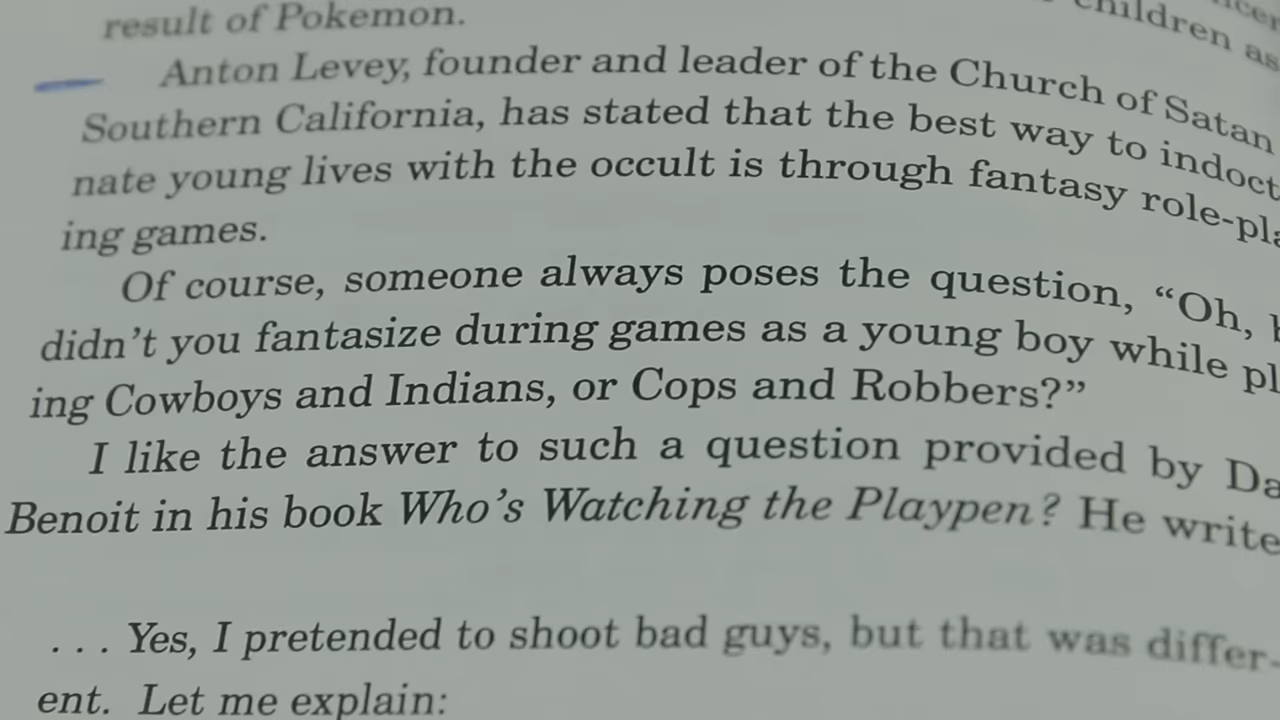 result of Pokemon.
children as
Anton Levey, founder and leader of the Church of Satan
Southern California, has stated that the best way to indoct
nate young lives with the occult is through fantasy role-pla
ing games.
Of course, someone always poses the question, “Oh, b
didn’t you fantasize during games as a young boy while pl
ing Cowboys and Indians, or Cops and Robbers?”
I like the answer to such a question provided by Da
Benoit in his book Who’s Watching the Playpen? He write
. . . Yes, I pretended to shoot bad guys, but that was differ-
ent. Let me explain: